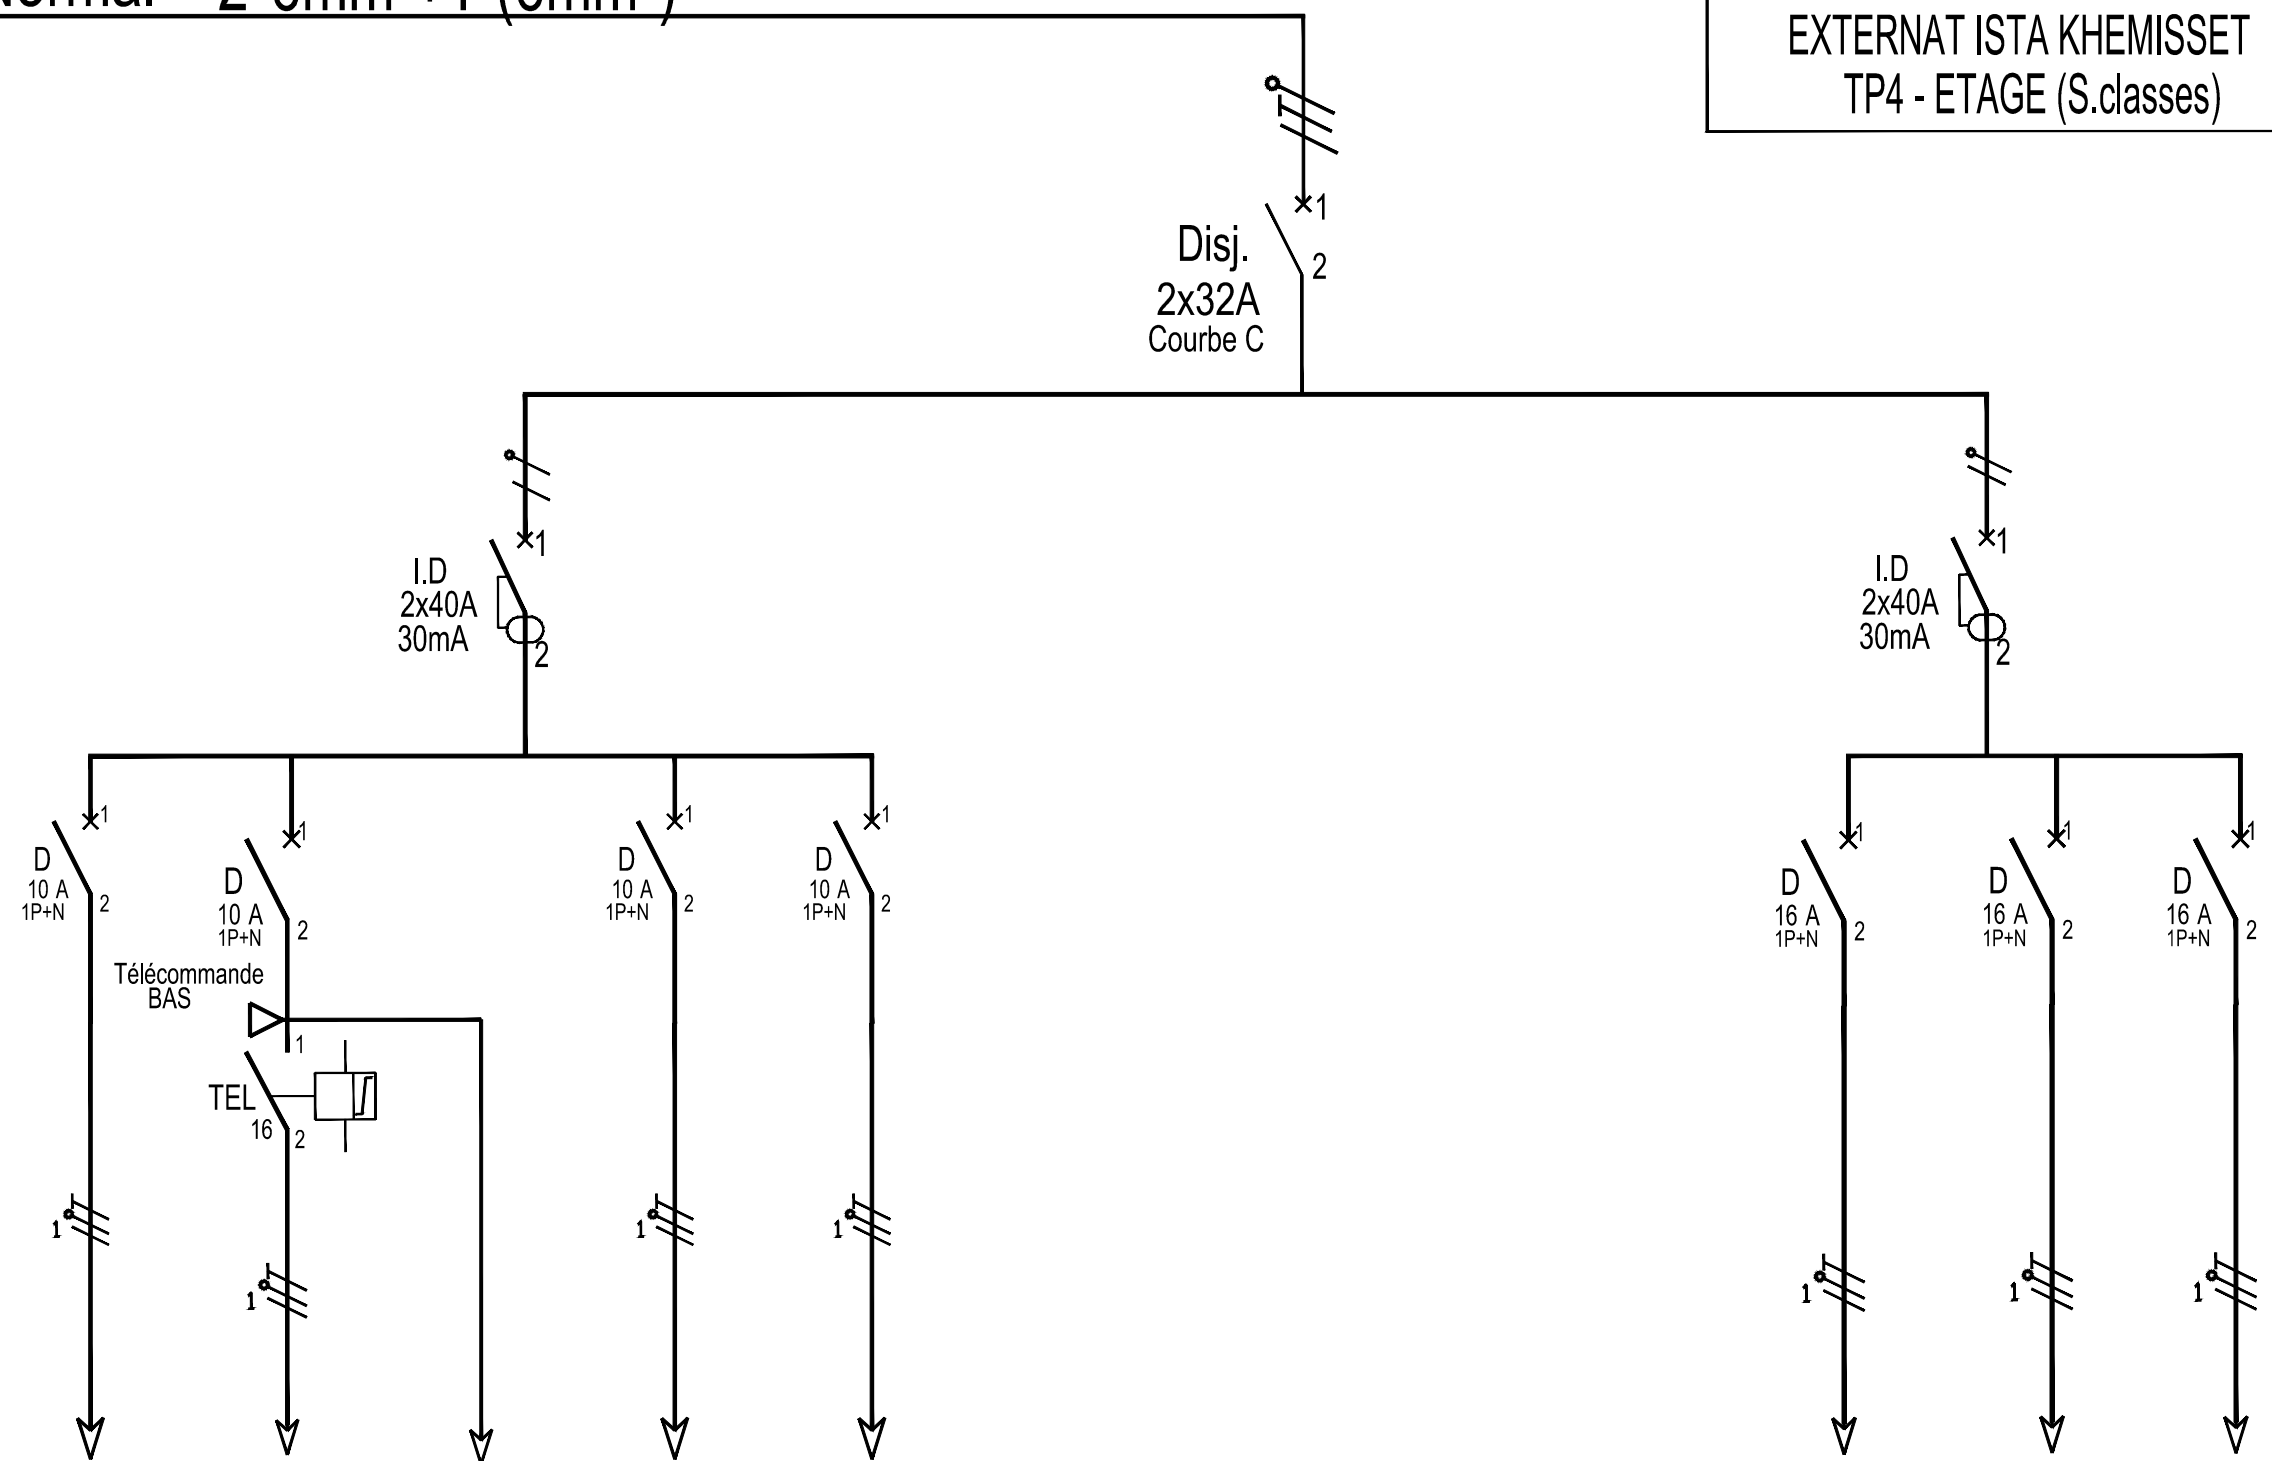 EXTERNAT ISTA KHEMISSET
TP4 - ETAGE (S.classes)
1
Disj.
2
2x32A
Courbe C
1
I.D
2x40A
30mA
2
1
I.D
2x40A
30mA
2
1
D
10 A
1P+N
2
1
D
10 A
1P+N
2
Télécommande
BAS
1
TEL
16
2
1
1
1
D
10 A
1P+N
2
1
1
D
10 A
1P+N
2
1
1
D
16 A
1P+N
2
1
1
D
16 A
1P+N
2
1
1
D
16 A
1P+N
2
1